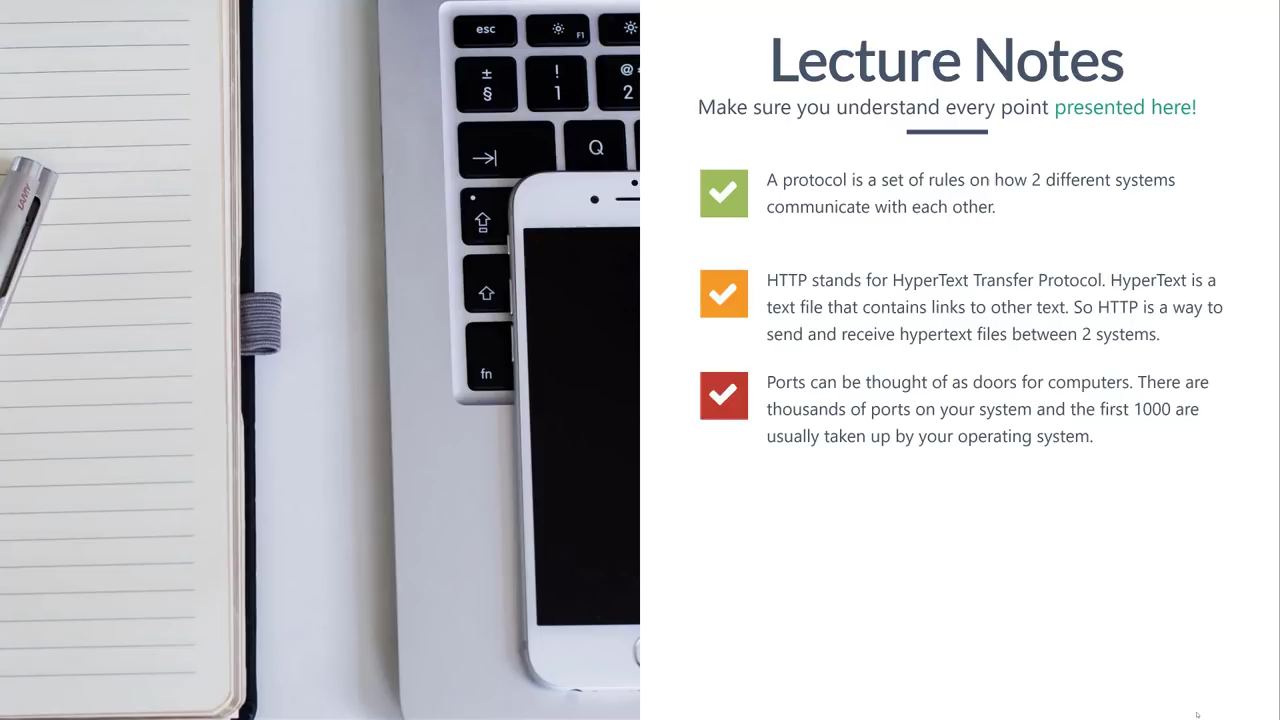 Lecture Notes
Make sure you understand every point presented here!
A protocol is a set of rules on how 2 different systems
communicate with each other.
HTTP stands for HyperText Transfer Protocol. HyperText is a
text file that contains links to other text. So HTTP is a way to
send and receive hypertext files between 2 systems.
Ports can be thought of as doors for computers. There are
thousands of ports on your system and the first 1000 are
usually taken up by your operating system.
esc
F1
± ! @
§ 1 2
Q
fn
LAMY